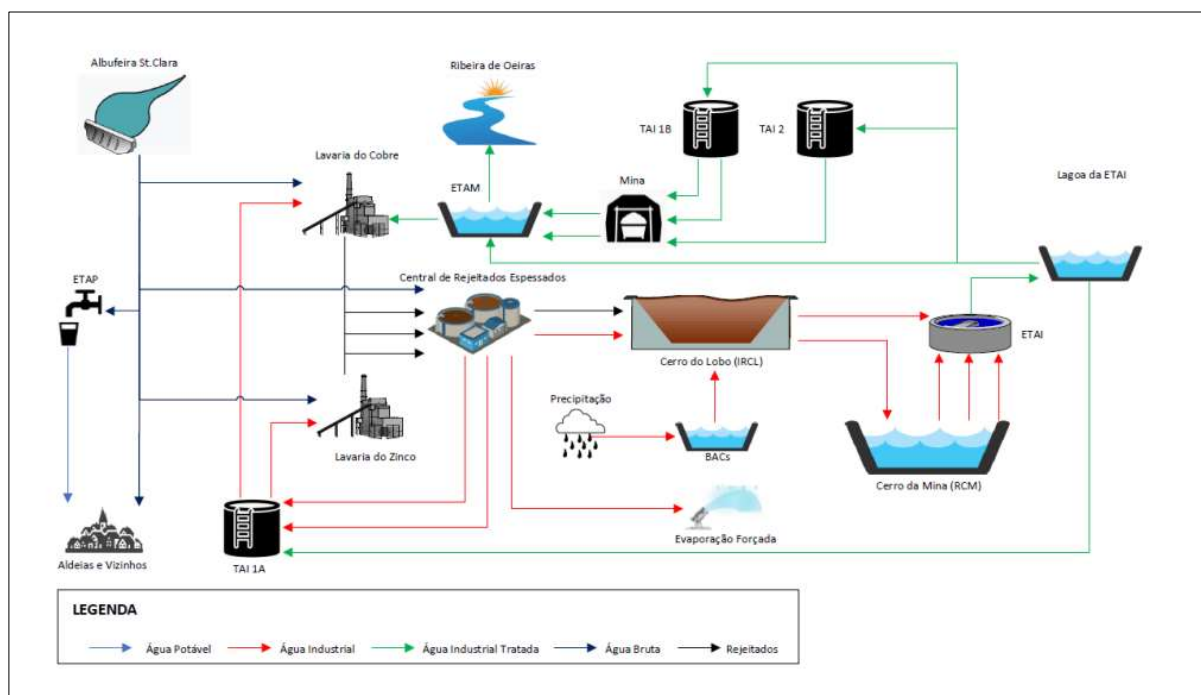 Albufeira St.Clara
Ribeira de Oeiras
TAI 1B
TAI 2
Lavaria do Cobre
ETAM
Mina
Lagoa da ETAI
ETAP
Central de Rejeitados Espessados
ETAI
Cerro do Lobo (IRCL)
Precipitação
BACs
Lavaria do Zinco
Cerro da Mina (RCM)
Evaporação Forçada
Aldeias e Vizinhos
TAI 1A
LEGENDA
Água Potável
Água Industrial
Água Industrial Tratada
Água Bruta
Rejeitados